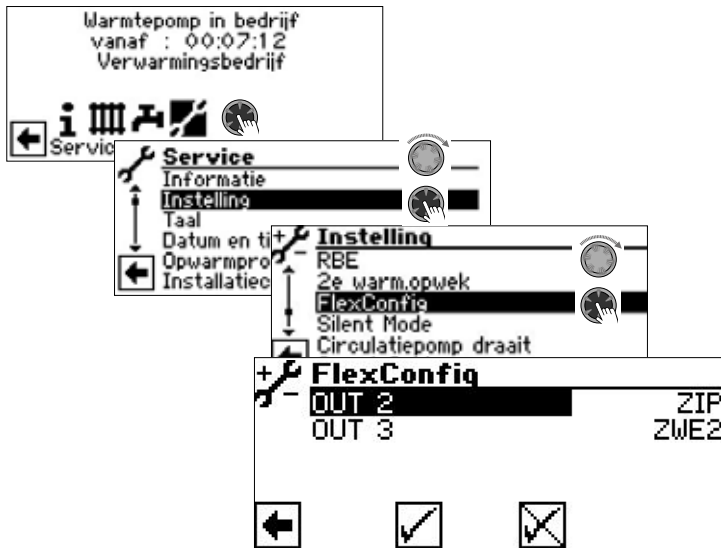 Warmtepomp in bedrijf
vanaf : 00:07:12
Verwarmingsbedrijf
Servic
Service
Informatie
Instelling
Taal
Datum en ti
Opwarmpro
Installatiec
Instelling
RBE
2e warm.opwek
FlexConfig
Silent Mode
Circulatiepomp draait
FlexConfig
OUT 2 ZIP
OUT 3 ZWE2